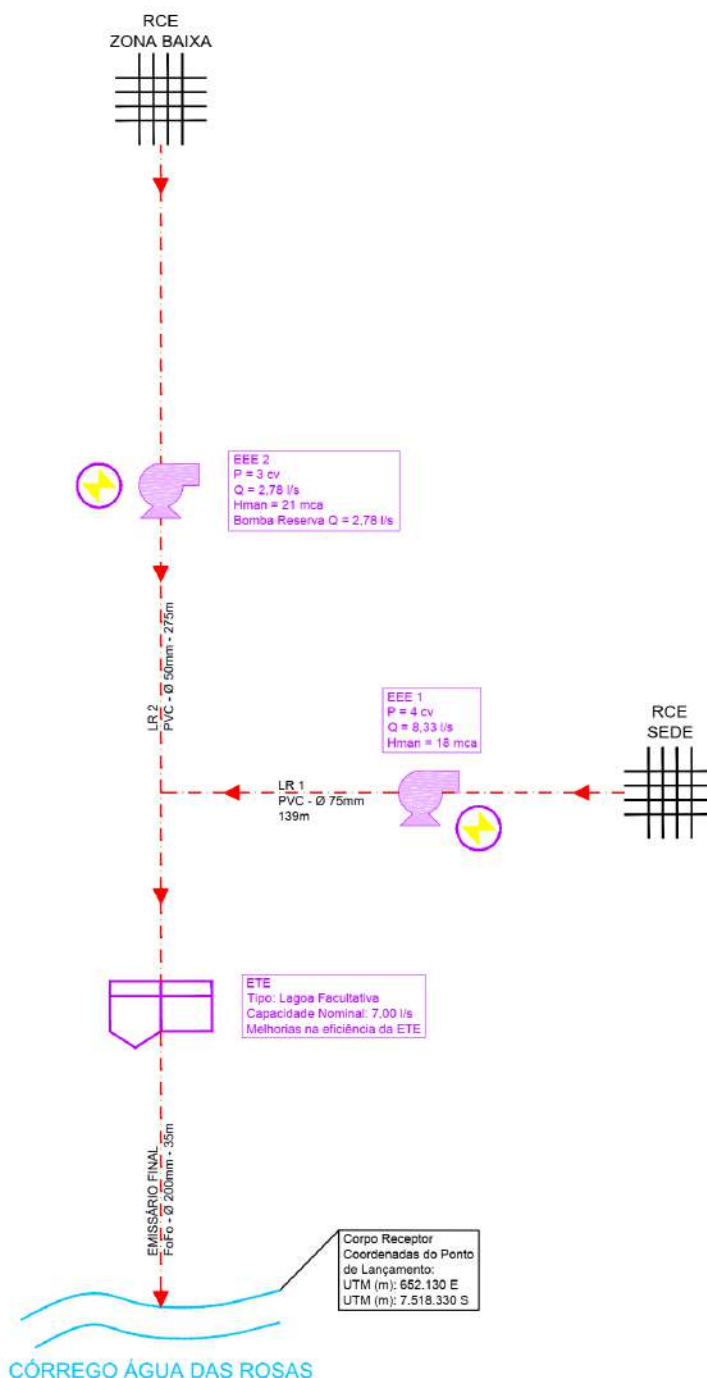 RCE
ZONA BAIXA
EEE 2
P = 3 cv
Q = 2,78 l/s
Hman = 21 mca
Bomba Reserva Q = 2,78 l/s
LR 2
PVC - Ø 50mm - 275m
EEE 1
P = 4 cv
Q = 8,33 l/s
Hman = 18 mca
RCE
SEDE
LR 1
PVC - Ø 75mm
139m
ETE
Tipo: Lagoa Facultativa
Capacidade Nominal: 7,00 l/s
Melhorias na eficiência da ETE
EMISSÁRIO FINAL
FoFo - Ø 200mm - 35m
Corpo Receptor
Coordenadas do Ponto
de Lançamento:
UTM (m): 652.130 E
UTM (m): 7.518.330 S
CÓRREGO ÁGUA DAS ROSAS